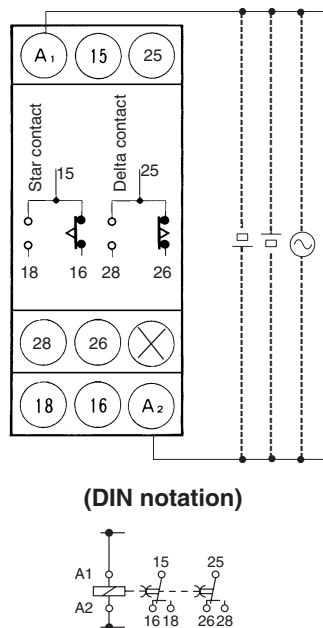 A1 15 25
Star contact
Delta contact
15 25
18 16 28 26
28 26
18 16 A2
(DIN notation)
15 25
A1
A2
16 18 26 28